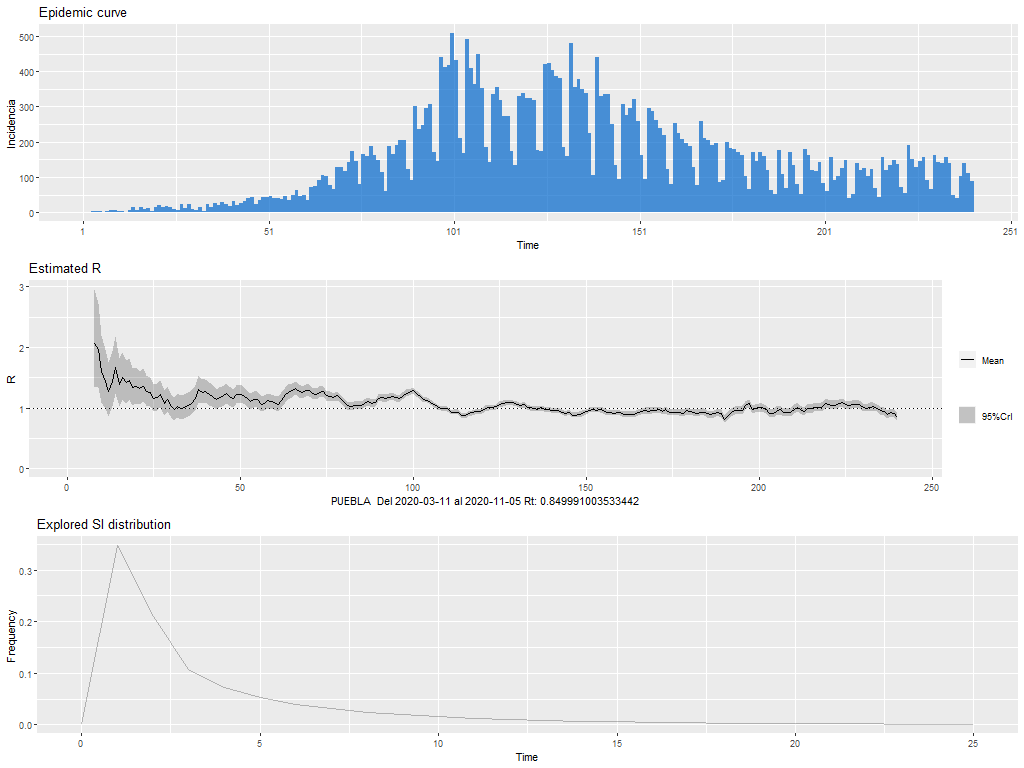 Epidemic curve
500
400
300
200
100
0
Incidencia
1
51
101
151
201
251
Time
Estimated R
3
2
1
0
R
Mean
95%CrI
0
50
100
150
200
250
PUEBLA Del 2020-03-11 al 2020-11-05 Rt: 0.849991003533442
Explored SI distribution
0.3
0.2
0.1
0.0
Frequency
0
5
10
15
20
25
Time